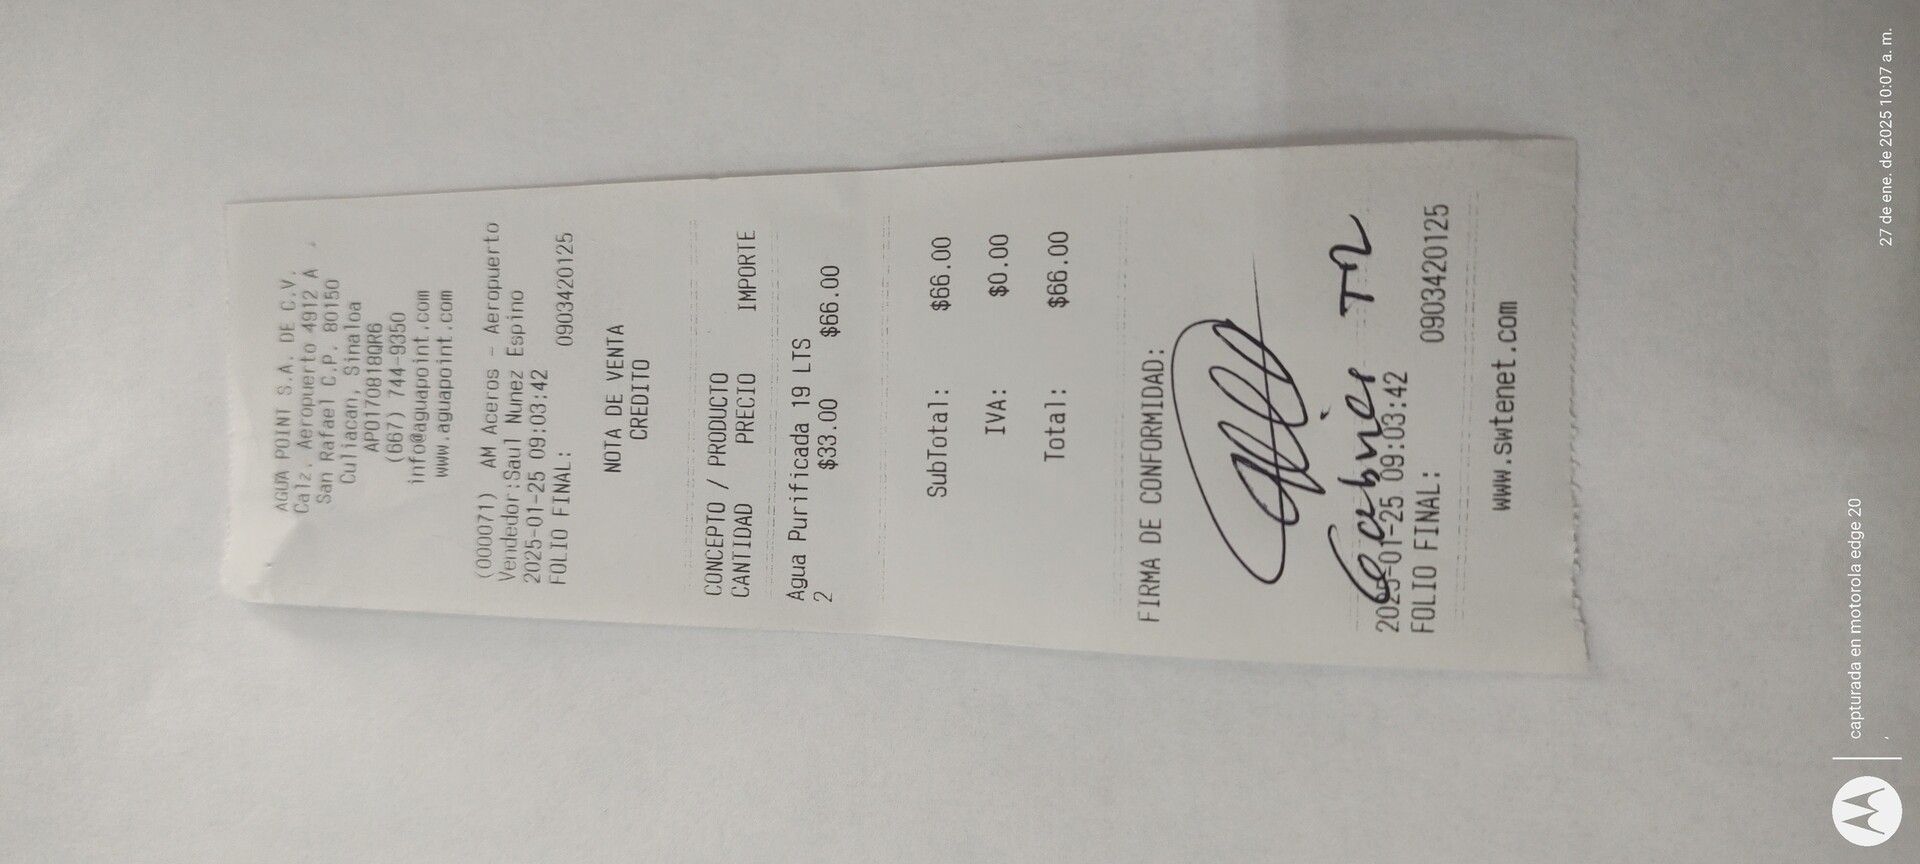 AGUA POINT S.A. DE C.V.
Calz. Aeropuerto 4912 A
San Rafael C.P. 80150
Culiacan, Sinaloa
APO170818QR6
(667) 744-9350
info@aguapoint.com
www.aguapoint.com
(000071) AM Aceros - Aeropuerto
Vendedor:Saul Nunez Espino
2025-01-25 09:03:42
FOLIO FINAL: 0903420125
NOTA DE VENTA
CREDITO
CONCEPTO / PRODUCTO
CANTIDAD PRECIO IMPORTE
Agua Purificada 19 LTS
2 $33.00 $66.00
SubTotal: $66.00
IVA: $0.00
Total: $66.00
FIRMA DE CONFORMIDAD:
2025-01-25 09:03:42
FOLIO FINAL: 0903420125
www.swtenet.com
capturada en motorola edge 20
27 de ene. de 2025 10:07 a. m.